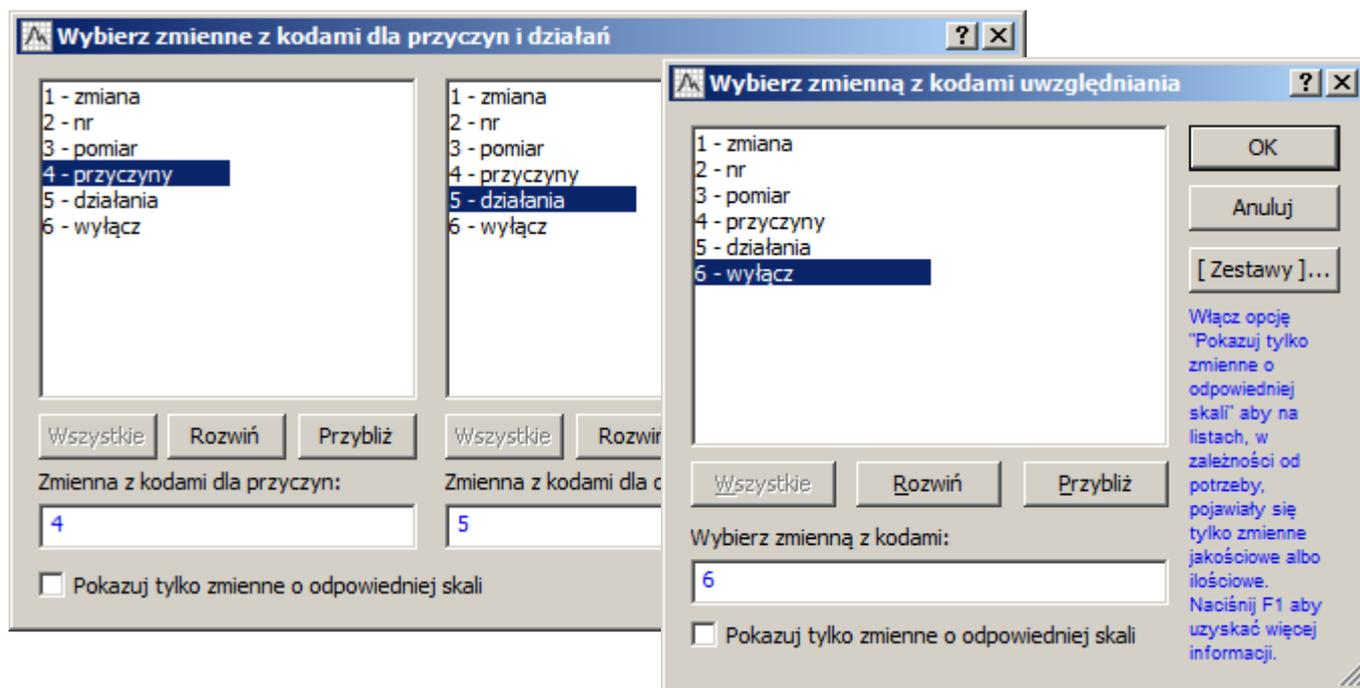 Wybierz zmienne z kodami dla przyczyn i działań
1 - zmiana
2 - nr
3 - pomiar
4 - przyczyny
5 - działania
6 - wyłącz
1 - zmiana
2 - nr
3 - pomiar
4 - przyczyny
5 - działania
6 - wyłącz
Wszystkie Rozwiń Przybliż
Wszystkie Rozwiń
Zmienna z kodami dla przyczyn:
4
Zmienna z kodami dla
5
Pokazuj tylko zmienne o odpowiedniej skali
Wybierz zmienną z kodami uwzględniania
1 - zmiana
2 - nr
3 - pomiar
4 - przyczyny
5 - działania
6 - wyłącz
OK
Anuluj
[ Zestawy ]...
Włącz opcję
"Pokazuj tylko
zmienne o
odpowiedniej
skali" aby na
listach, w
zależności od
potrzeby,
pojawiały się
tylko zmienne
jakościowe albo
ilościowe.
Naciśnij F1 aby
uzyskać więcej
informacji.
Wszystkie Rozwiń Przybliż
Wybierz zmienną z kodami:
6
Pokazuj tylko zmienne o odpowiedniej skali